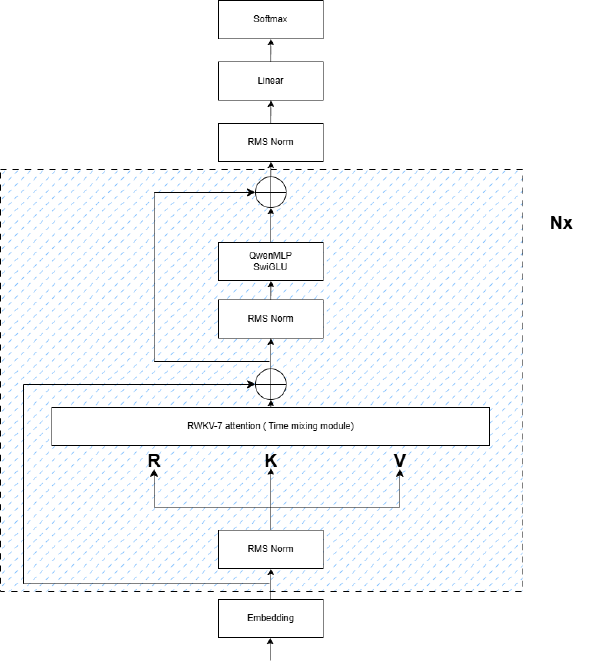 Softmax
Linear
RMS Norm
Nx
QwenMLP
SwiGLU
RMS Norm
RWKV-7 attention ( Time mixing module)
R K V
RMS Norm
Embedding